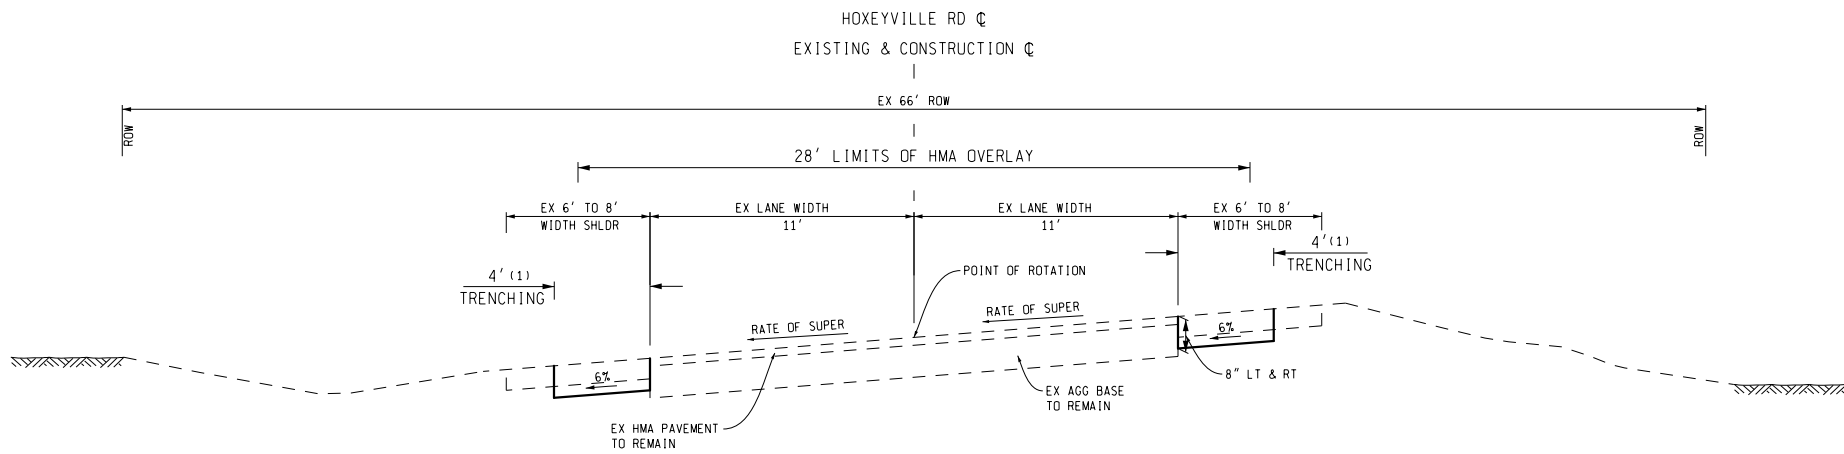 HOXEYVILLE RD ℄
EXISTING & CONSTRUCTION ℄
EX 66' ROW
ROW
ROW
28' LIMITS OF HMA OVERLAY
EX 6' TO 8'
WIDTH SHLDR
EX LANE WIDTH
11'
EX LANE WIDTH
11'
EX 6' TO 8'
WIDTH SHLDR
4'(1)
TRENCHING
4'(1)
TRENCHING
POINT OF ROTATION
RATE OF SUPER
RATE OF SUPER
6%
6%
8" LT & RT
EX AGG BASE
TO REMAIN
EX HMA PAVEMENT
TO REMAIN